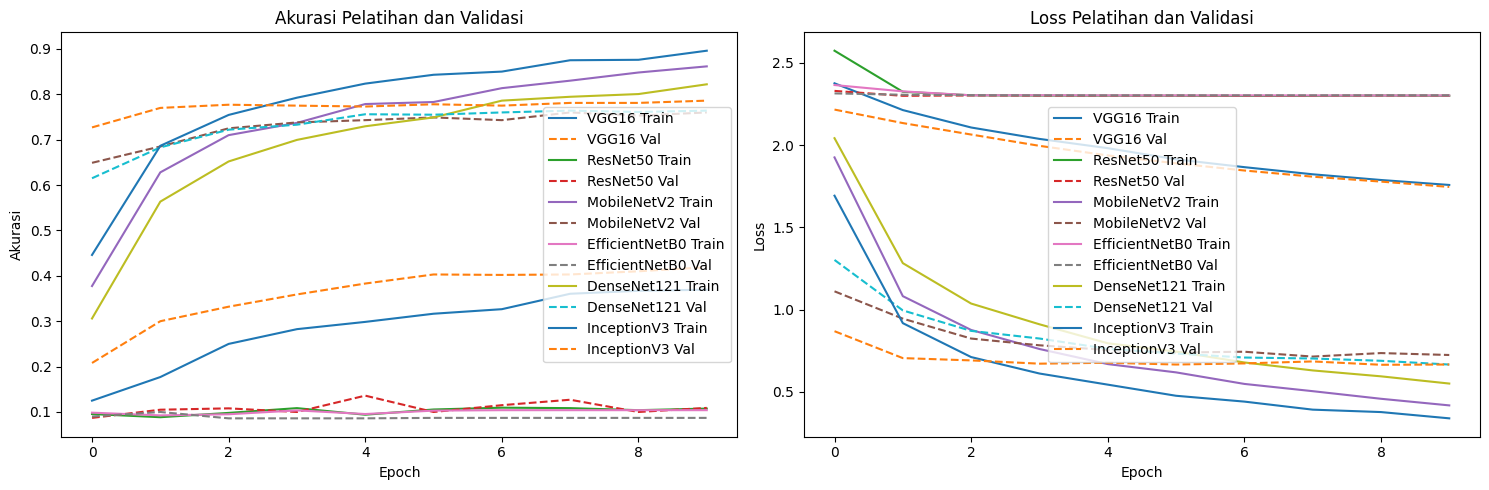 Akurasi Pelatihan dan Validasi
Akurasi
0.9
0.8
0.7
0.6
0.5
0.4
0.3
0.2
0.1
VGG16 Train
VGG16 Val
ResNet50 Train
ResNet50 Val
MobileNetV2 Train
MobileNetV2 Val
EfficientNetB0 Train
EfficientNetB0 Val
DenseNet121 Train
DenseNet121 Val
InceptionV3 Train
InceptionV3 Val
0 2 4 6 8
Epoch
Loss Pelatihan dan Validasi
Loss
2.5
2.0
1.5
1.0
0.5
VGG16 Train
VGG16 Val
ResNet50 Train
ResNet50 Val
MobileNetV2 Train
MobileNetV2 Val
EfficientNetB0 Train
EfficientNetB0 Val
DenseNet121 Train
DenseNet121 Val
InceptionV3 Train
InceptionV3 Val
0 2 4 6 8
Epoch